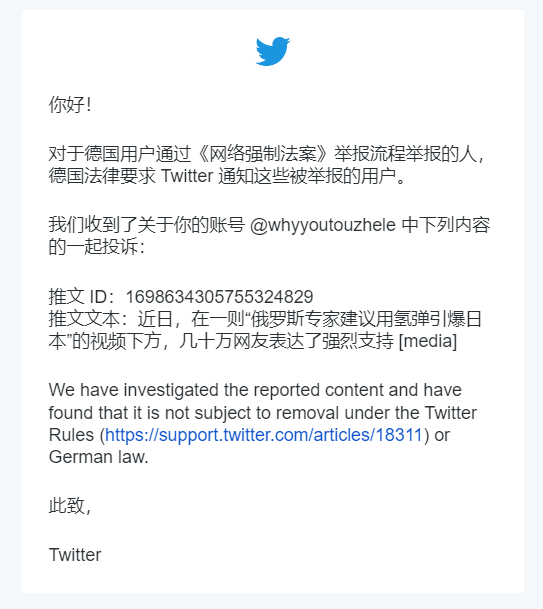 你好！
对于德国用户通过《网络强制法案》举报流程举报的人，
德国法律要求 Twitter 通知这些被举报的用户。
我们收到了关于你的账号 @whyyoutouzhele 中下列内容
的一起投诉：
推文 ID：1698634305755324829
推文文本：近日，在一则“俄罗斯专家建议用氢弹引爆日
本”的视频下方，几十万网友表达了强烈支持 [media]
We have investigated the reported content and have
found that it is not subject to removal under the Twitter
Rules (https://support.twitter.com/articles/18311) or
German law.
此致，
Twitter